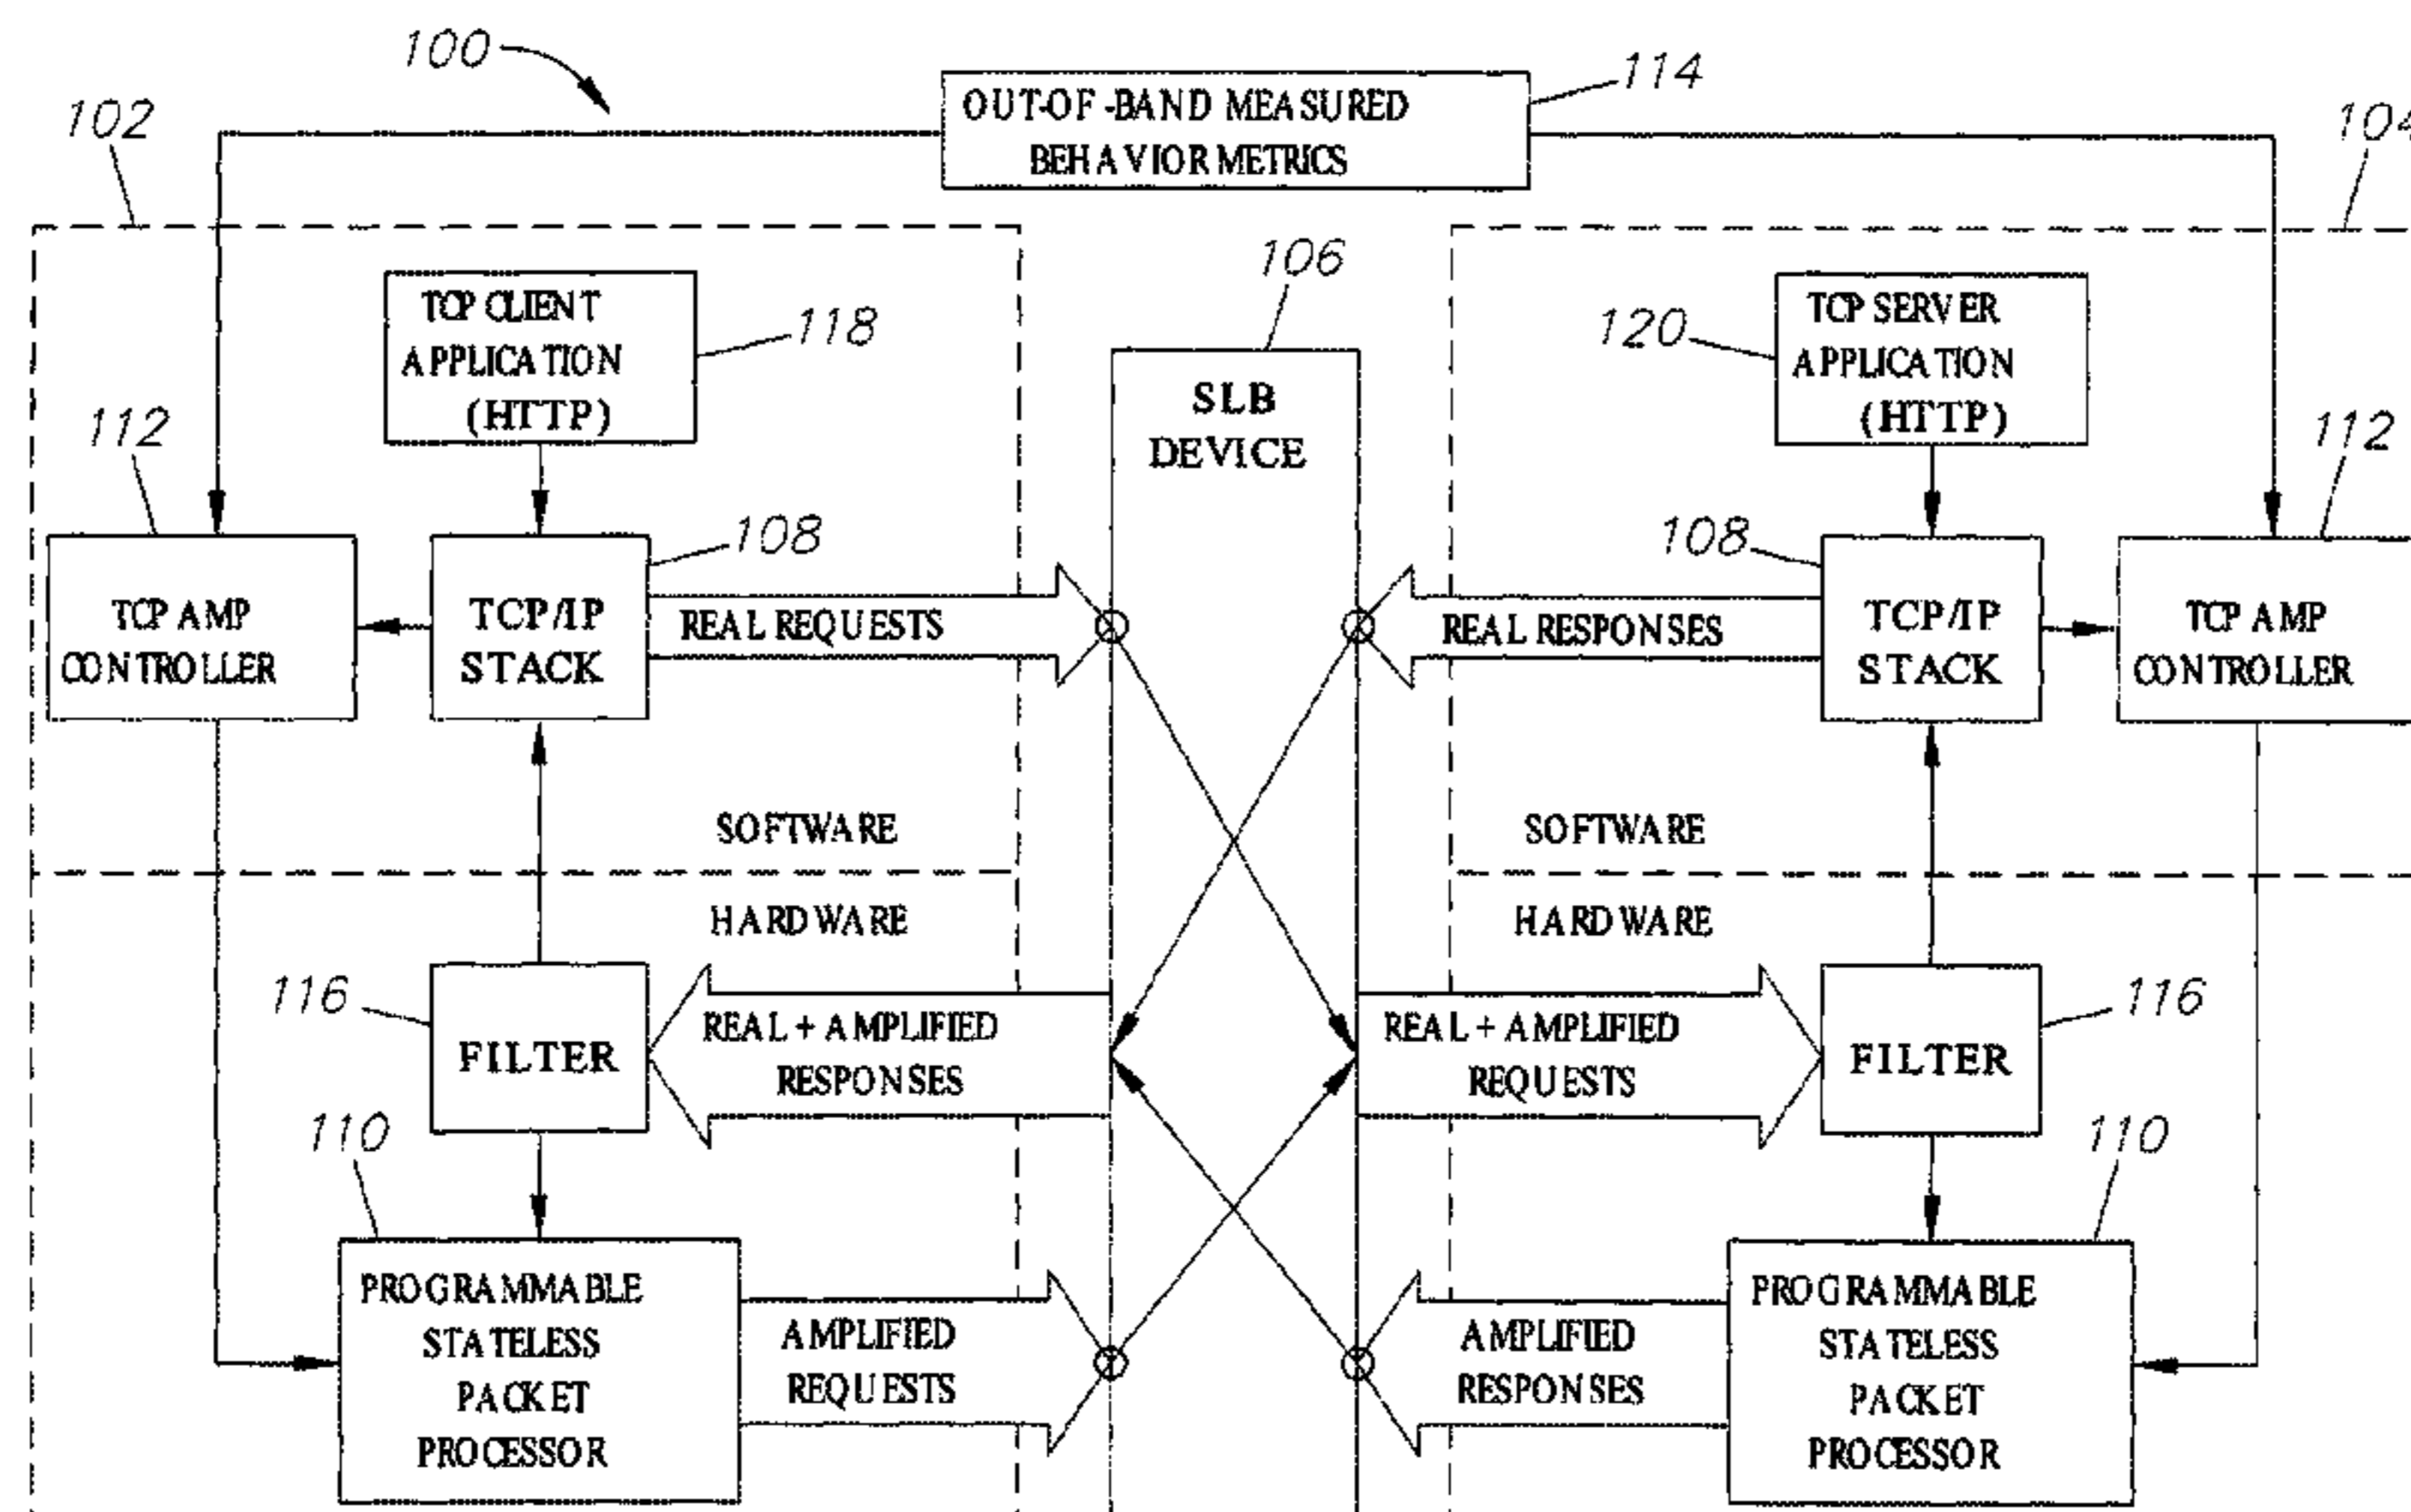 100
114
OUT-OF-BAND MEASURED
BEHAVIOR METRICS
102
104
106
TCP CLIENT
APPLICATION
(HTTP)
118
120
TCP SERVER
APPLICATION
(HTTP)
SLB
DEVICE
112
112
108
108
TCP AMP
CONTROLLER
TCP/IP
STACK
REAL REQUESTS
REAL RESPONSES
TCP/IP
STACK
TCP AMP
CONTROLLER
SOFTWARE
SOFTWARE
HARDWARE
HARDWARE
116
FILTER
REAL + AMPLIFIED
RESPONSES
REAL + AMPLIFIED
REQUESTS
FILTER
116
110
110
PROGRAMMABLE
STATELESS
PACKET
PROCESSOR
AMPLIFIED
REQUESTS
AMPLIFIED
RESPONSES
PROGRAMMABLE
STATELESS
PACKET
PROCESSOR